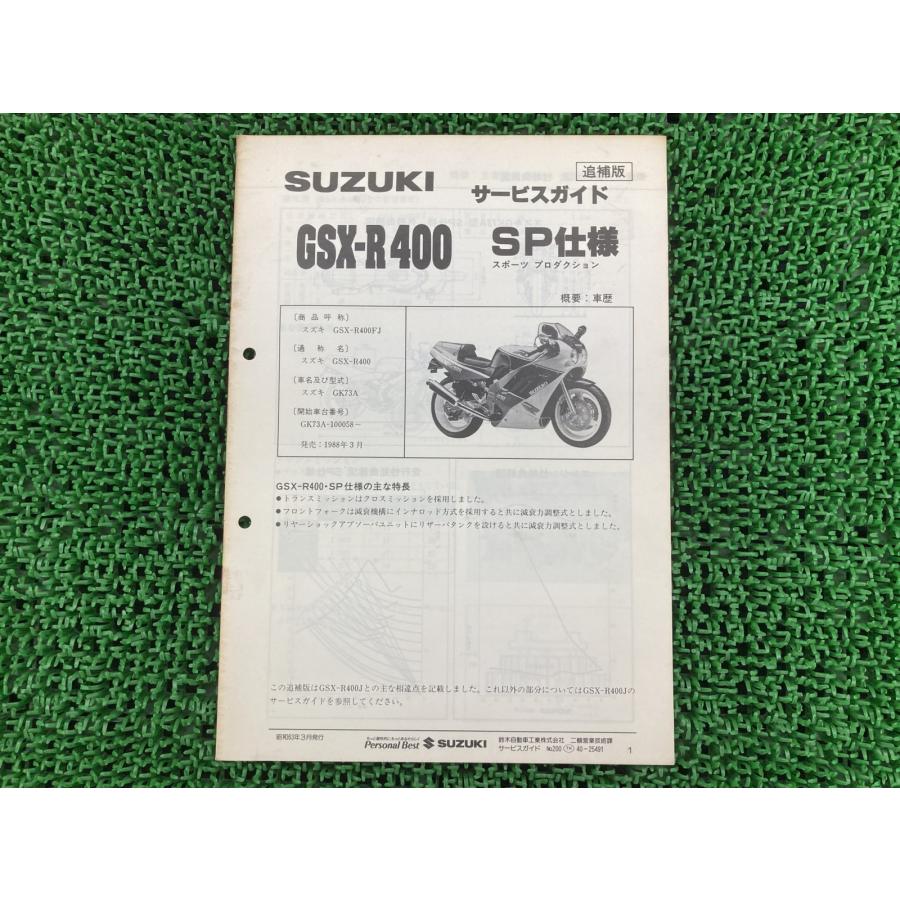 追補版
SUZUKI サービスガイド
GSX-R400 SP仕様
スポーツ プロダクション
概要:車歴
〔商品呼称〕
スズキ GSX-R400FJ
〔通称名〕
スズキ GSX-R400
〔車名及び型式〕
スズキ GK73A
〔開始車台番号〕
GK73A-100058~
発売:1988年3月
SUZUKI
GSX-R400・SP仕様の主な特長
●トランスミッションはクロスミッションを採用しました。
●フロントフォークは減衰機構にインナロッド方式を採用すると共に減衰力調整式としました。
●リヤーショックアブソーバユニットにリザーバタンクを設けると共に減衰力調整式としました。
この追補版はGSX-R400Jとの主な相違点を記載しました。これ以外の部分についてはGSX-R400Jの
サービスガイドを参照してください。
昭和63年3月発行
Personal Best SUZUKI
鈴木自動車工業株式会社 二輪営業技術課
サービスガイド No200 TK 40-25491
1